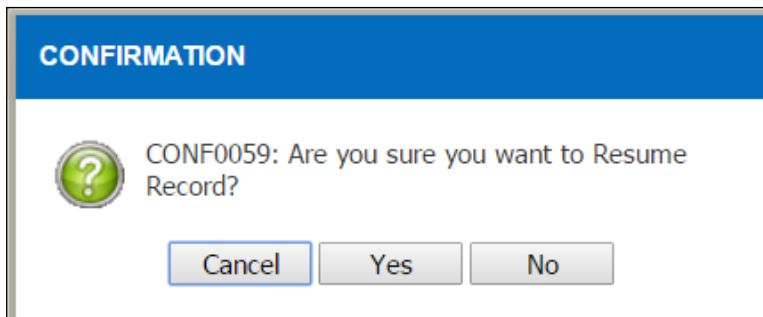 CONFIRMATION
CONF0059: Are you sure you want to Resume
Record?
Cancel Yes No